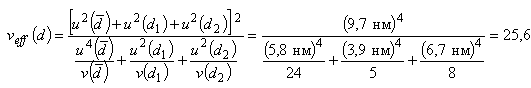 v_eff(d) = [u²(d̄)+u²(d₁)+u²(d₂)]² / (u⁴(d̄)/v(d̄) + u²(d₁)/v(d₁) + u²(d₂)/v(d₂)) = (9,7 нм)⁴ / ((5,8 нм)⁴/24 + (3,9 нм)⁴/5 + (6,7 нм)⁴/8) = 25,6